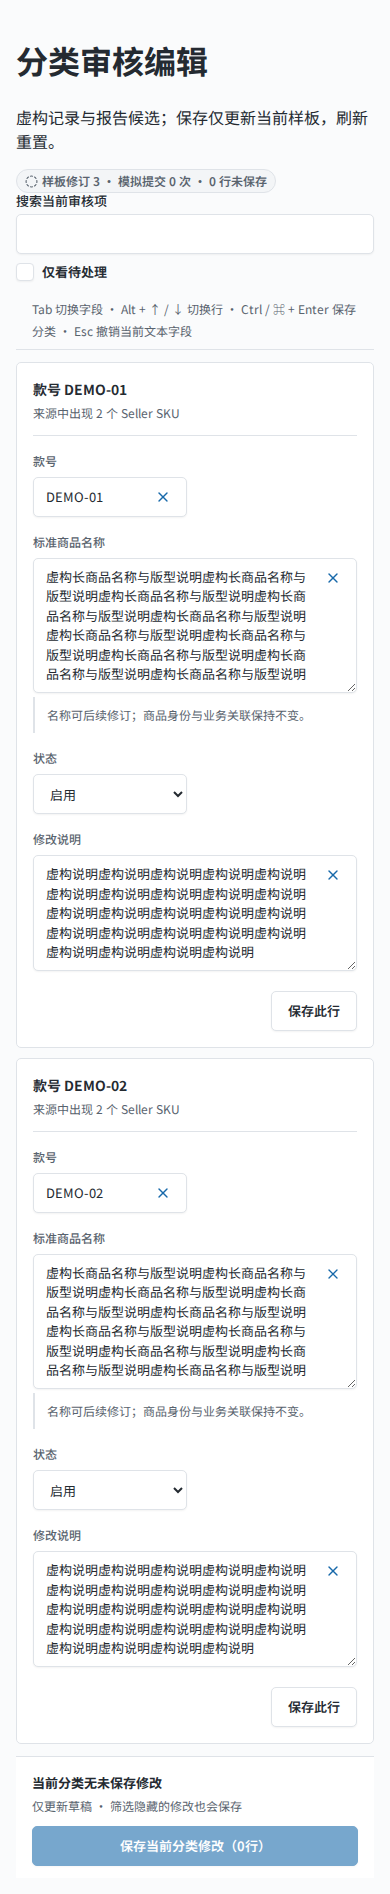 分类审核编辑
虚构记录与报告候选；保存仅更新当前样板，刷新
重置。
样板修订 3 • 模拟提交 0 次 • 0 行未保存
搜索当前审核项
仅看待处理
Tab 切换字段 • Alt + ↑ / ↓ 切换行 • Ctrl / ⌘ + Enter 保存
分类 • Esc 撤销当前文本字段
款号 DEMO-01
来源中出现 2 个 Seller SKU
款号
DEMO-01
标准商品名称
虚构长商品名称与版型说明虚构长商品名称与
版型说明虚构长商品名称与版型说明虚构长商
品名称与版型说明虚构长商品名称与版型说明
虚构长商品名称与版型说明虚构长商品名称与
版型说明虚构长商品名称与版型说明虚构长商
品名称与版型说明虚构长商品名称与版型说明
名称可后续修订；商品身份与业务关联保持不变。
状态
启用
修改说明
虚构说明虚构说明虚构说明虚构说明虚构说明
虚构说明虚构说明虚构说明虚构说明虚构说明
虚构说明虚构说明虚构说明虚构说明虚构说明
虚构说明虚构说明虚构说明虚构说明虚构说明
虚构说明虚构说明虚构说明虚构说明
保存此行
款号 DEMO-02
来源中出现 2 个 Seller SKU
款号
DEMO-02
标准商品名称
虚构长商品名称与版型说明虚构长商品名称与
版型说明虚构长商品名称与版型说明虚构长商
品名称与版型说明虚构长商品名称与版型说明
虚构长商品名称与版型说明虚构长商品名称与
版型说明虚构长商品名称与版型说明虚构长商
品名称与版型说明虚构长商品名称与版型说明
名称可后续修订；商品身份与业务关联保持不变。
状态
启用
修改说明
虚构说明虚构说明虚构说明虚构说明虚构说明
虚构说明虚构说明虚构说明虚构说明虚构说明
虚构说明虚构说明虚构说明虚构说明虚构说明
虚构说明虚构说明虚构说明虚构说明虚构说明
虚构说明虚构说明虚构说明虚构说明
保存此行
当前分类无未保存修改
仅更新草稿 • 筛选隐藏的修改也会保存
保存当前分类修改（0行）